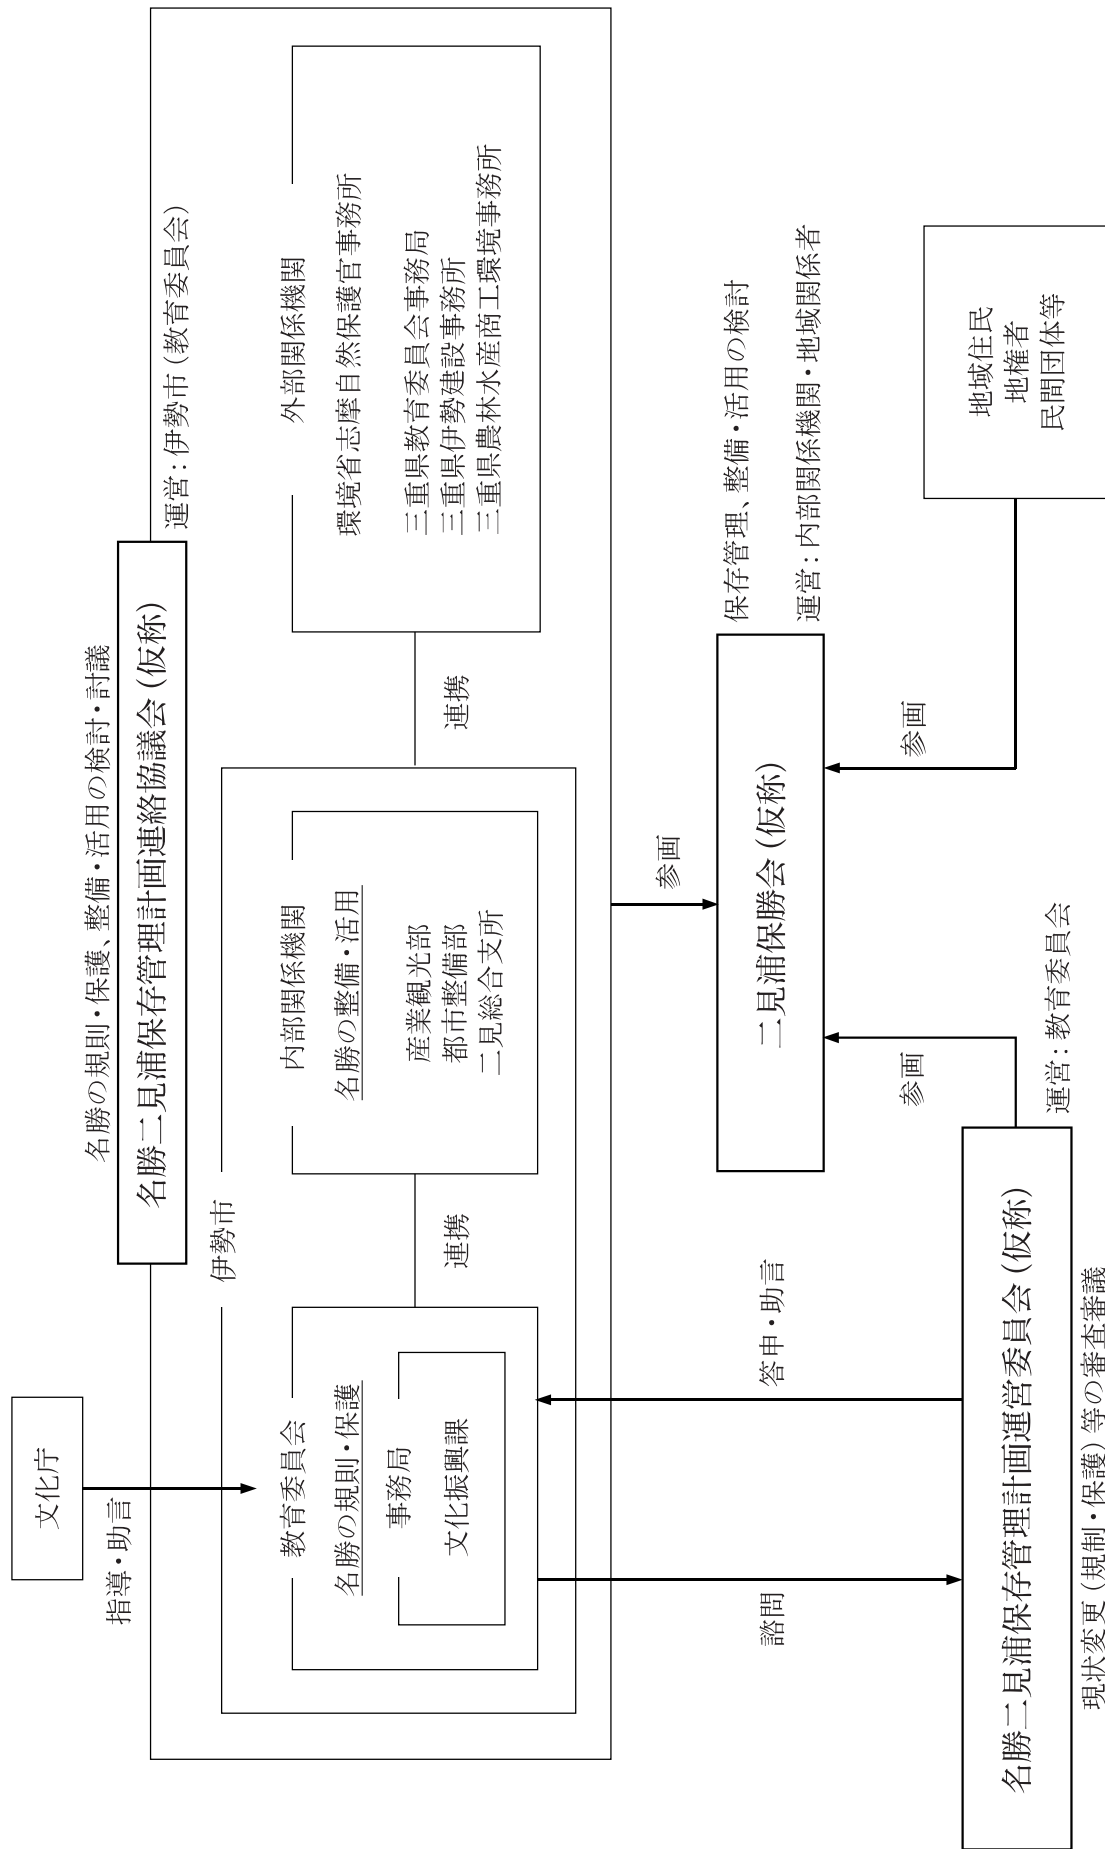 文化庁
指導・助言
名勝の規則・保護、整備・活用の検討・討議
名勝二見浦保存管理計画連絡協議会（仮称）
運営：伊勢市（教育委員会）
伊勢市
教育委員会
名勝の規則・保護
事務局
文化振興課
連携
内部関係機関
名勝の整備・活用
産業観光部
都市整備部
二見総合支所
連携
外部関係機関
環境省志摩自然保護官事務所
三重県教育委員会事務局
三重県伊勢建設事務所
三重県農林水産商工環境事務所
諮問
答申・助言
参画
二見浦保勝会（仮称）
保存管理、整備・活用の検討
運営：内部関係機関・地域関係者
参画
参画
名勝二見浦保存管理計画運営委員会（仮称）
運営：教育委員会
現状変更（規制・保護）等の審査審議
地域住民
地権者
民間団体等